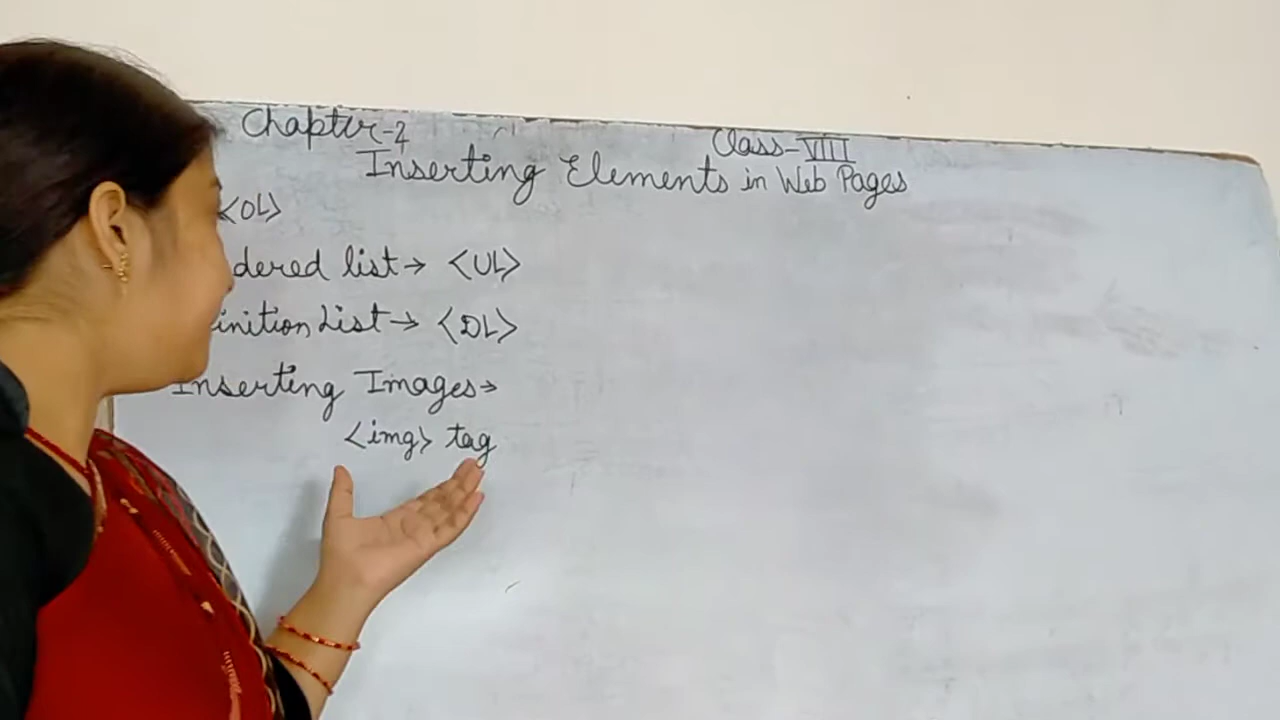 Chapter-2
Class-VIII
Inserting Elements in Web Pages
<OL>
dered list→ <UL>
inition List→ <DL>
Inserting Images→
<img> tag